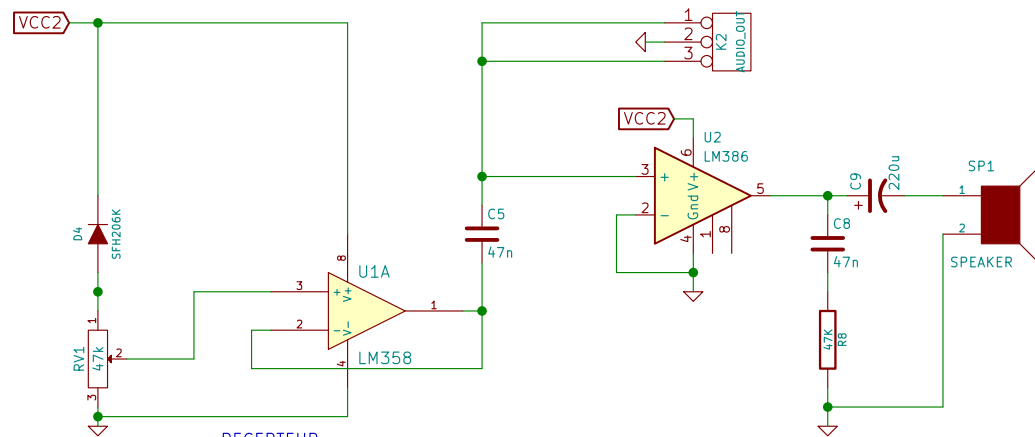 VCC2
1
2
3
K2
AUDIO_OUT
VCC2
U2
LM386
6
3
+
V+
2
-
Gnd
4
1
8
5
C9
220u
+
SP1
1
2
SPEAKER
C8
47n
47K
R8
C5
47n
D4
SFH206K
8
U1A
3
+
V+
1
2
-
V-
4
LM358
RV1
47k
1
2
3
RECEPTEUR